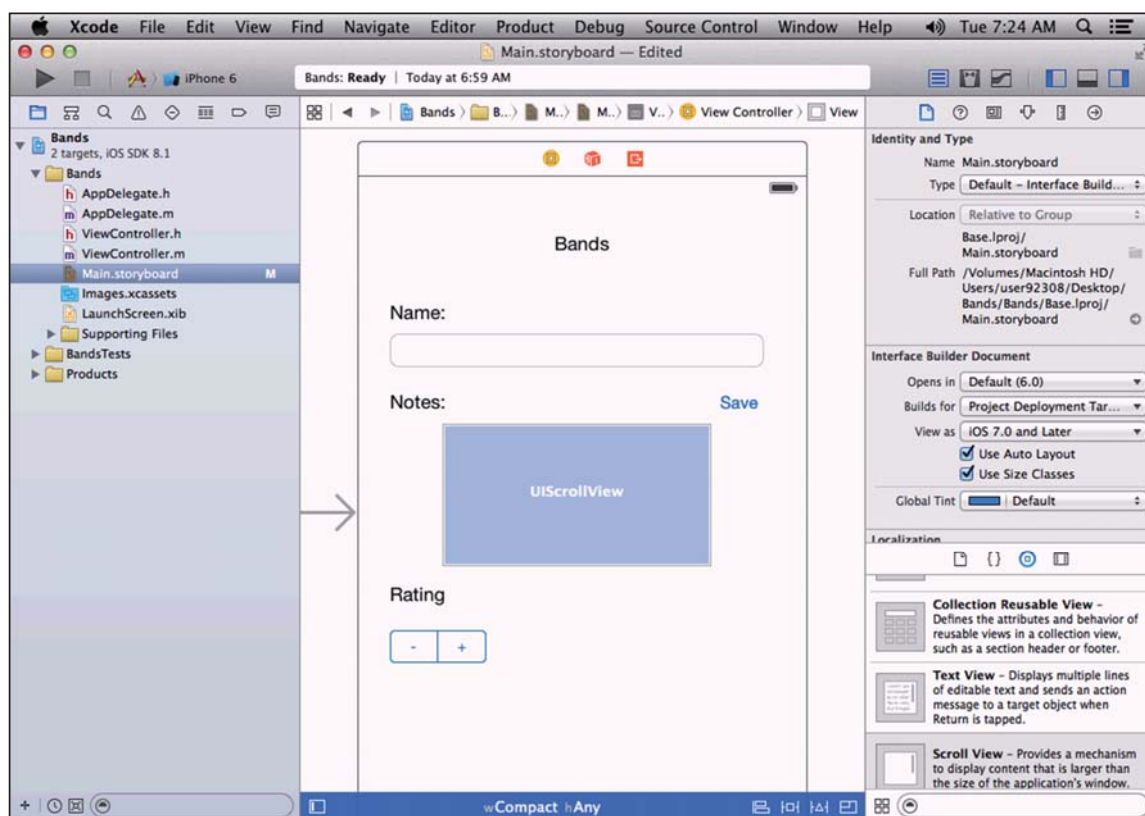 Xcode File Edit View Find Navigate Editor Product Debug Source Control Window Help Tue 7:24 AM
Main.storyboard — Edited
iPhone 6
Bands: Ready | Today at 6:59 AM
Bands B... M... M... V... View Controller View
Bands
2 targets, iOS SDK 8.1
Bands
h AppDelegate.h
m AppDelegate.m
h ViewController.h
m ViewController.m
Main.storyboard M
Images.xcassets
LaunchScreen.xib
Supporting Files
BandsTests
Products
Bands
Name:
Notes: Save
UIScrollView
Rating
- +
wCompact hAny
Identity and Type
Name Main.storyboard
Type Default - Interface Build...
Location Relative to Group
Base.lproj/
Main.storyboard
Full Path /Volumes/Macintosh HD/
Users/user92308/Desktop/
Bands/Bands/Base.lproj/
Main.storyboard
Interface Builder Document
Opens in Default (6.0)
Builds for Project Deployment Tar...
View as iOS 7.0 and Later
Use Auto Layout
Use Size Classes
Global Tint Default
Localization
Collection Reusable View –
Defines the attributes and behavior of
reusable views in a collection view,
such as a section header or footer.
Text View – Displays multiple lines
of editable text and sends an action
message to a target object when
Return is tapped.
Scroll View – Provides a mechanism
to display content that is larger than
the size of the application's window.